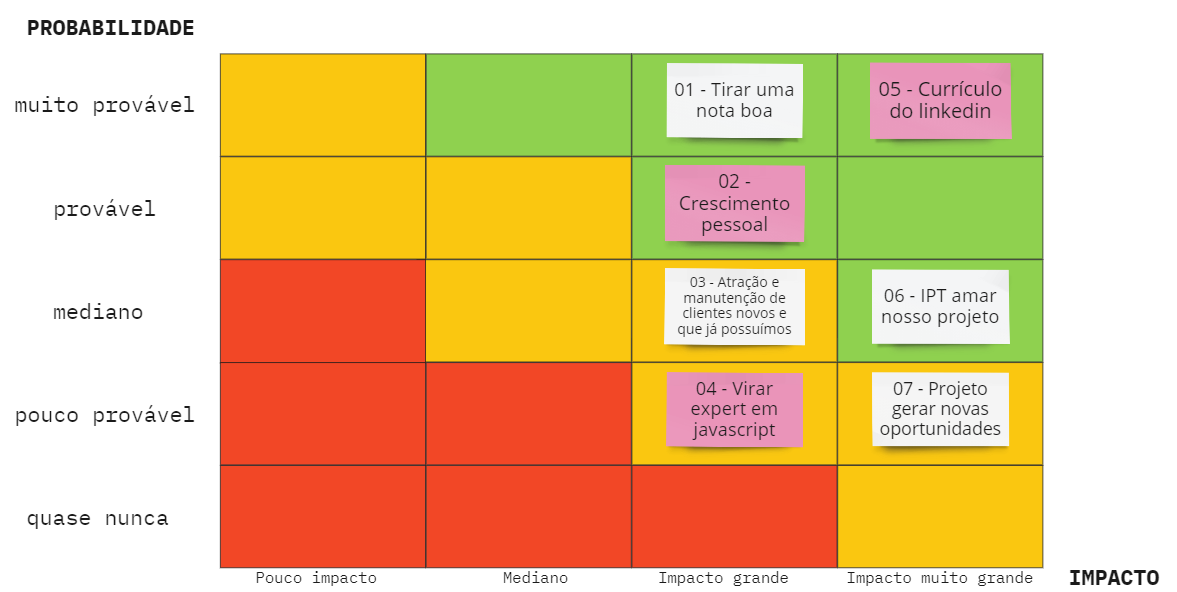 PROBABILIDADE
muito provável
01 - Tirar uma
nota boa
05 - Currículo
do linkedin
provável
02 -
Crescimento
pessoal
mediano
03 - Atração e
manutenção de
clientes novos e
que já possuímos
06 - IPT amar
nosso projeto
pouco provável
04 - Virar
expert em
javascript
07 - Projeto
gerar novas
oportunidades
quase nunca
Pouco impacto
Mediano
Impacto grande
Impacto muito grande
IMPACTO